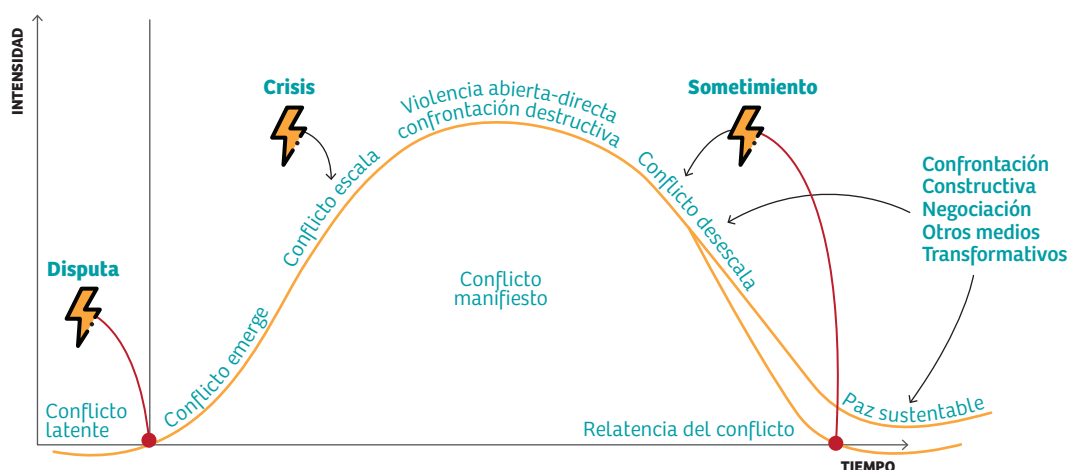 INTENSIDAD
Disputa
Conflicto
latente
Conflicto emerge
Crisis
Conflicto escala
Violencia abierta-directa
confrontación destructiva
Conflicto
manifiesto
Sometimiento
Conflicto desescala
Confrontación
Constructiva
Negociación
Otros medios
Transformativos
Relatencia del conflicto
Paz sustentable
TIEMPO